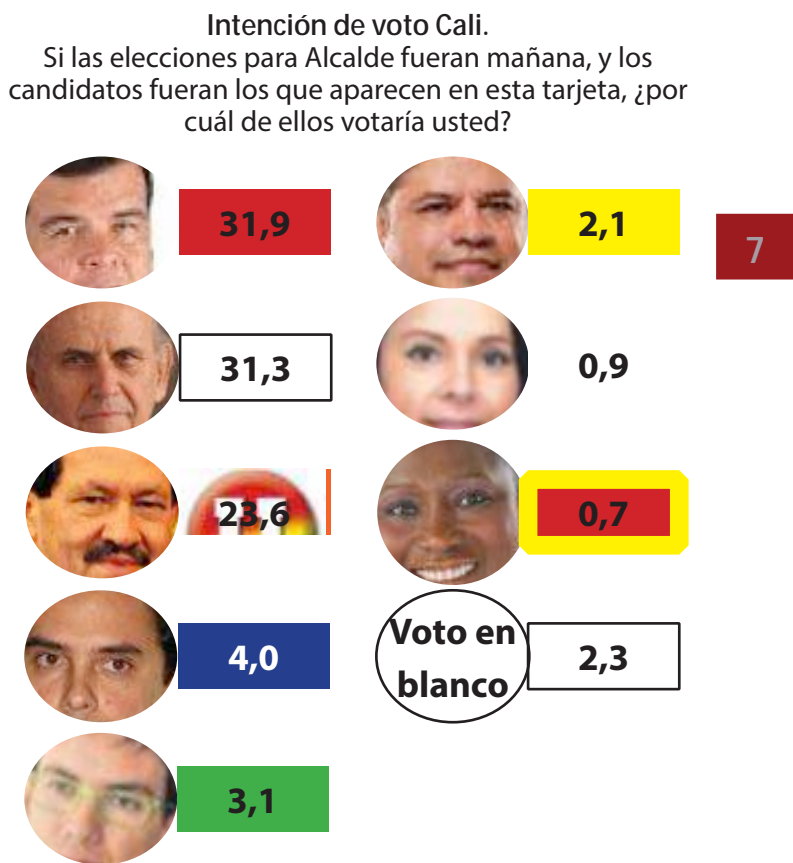 Intención de voto Cali.
Si las elecciones para Alcalde fueran mañana, y los
candidatos fueran los que aparecen en esta tarjeta, ¿por
cuál de ellos votaría usted?
31,9
2,1
7
31,3
0,9
23,6
0,7
4,0
Voto en
blanco
2,3
3,1